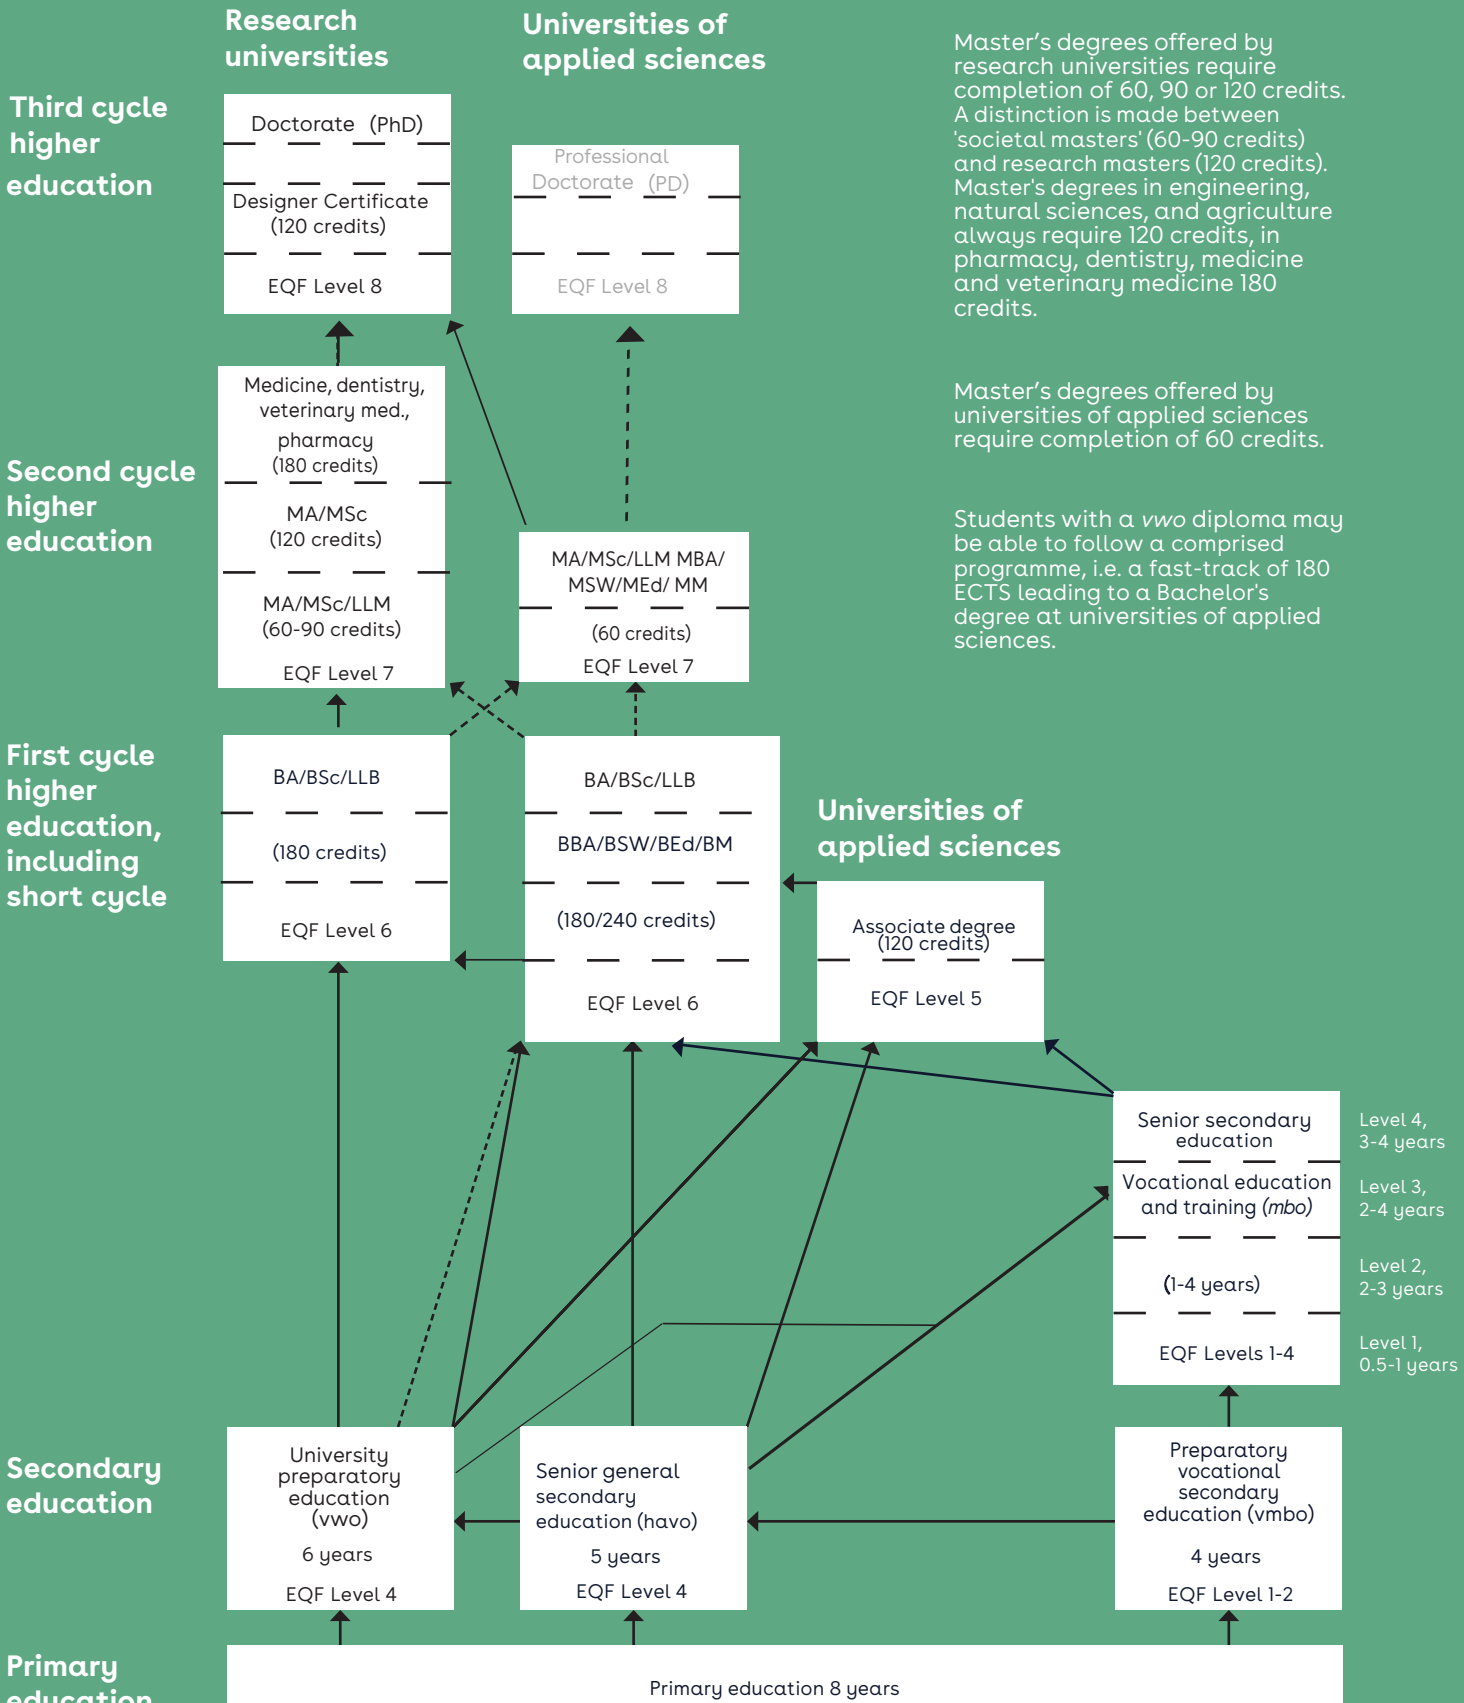 Research
universities
Universities of
applied sciences
Master's degrees offered by
research universities require
completion of 60, 90 or 120 credits.
A distinction is made between
'societal masters' (60-90 credits)
and research masters (120 credits).
Master's degrees in engineering,
natural sciences, and agriculture
always require 120 credits, in
pharmacy, dentistry, medicine
and veterinary medicine 180
credits.
Third cycle
higher
education
Doctorate (PhD)
Designer Certificate
(120 credits)
EQF Level 8
Professional
Doctorate (PD)
EQF Level 8
Master's degrees offered by
universities of applied sciences
require completion of 60 credits.
Second cycle
higher
education
Medicine, dentistry,
veterinary med.,
pharmacy
(180 credits)
MA/MSc
(120 credits)
MA/MSc/LLM
(60-90 credits)
EQF Level 7
MA/MSc/LLM MBA/
MSW/MEd/ MM
(60 credits)
EQF Level 7
Students with a vwo diploma may
be able to follow a comprised
programme, i.e. a fast-track of 180
ECTS leading to a Bachelor's
degree at universities of applied
sciences.
First cycle
higher
education,
including
short cycle
BA/BSc/LLB
(180 credits)
EQF Level 6
BA/BSc/LLB
BBA/BSW/BEd/BM
(180/240 credits)
EQF Level 6
Universities of
applied sciences
Associate degree
(120 credits)
EQF Level 5
Senior secondary
education
Vocational education
and training (mbo)
(1-4 years)
EQF Levels 1-4
Level 4,
3-4 years
Level 3,
2-4 years
Level 2,
2-3 years
Level 1,
0.5-1 years
Secondary
education
University
preparatory
education
(vwo)
6 years
EQF Level 4
Senior general
secondary
education (havo)
5 years
EQF Level 4
Preparatory
vocational
secondary
education (vmbo)
4 years
EQF Level 1-2
Primary
education
Primary education 8 years